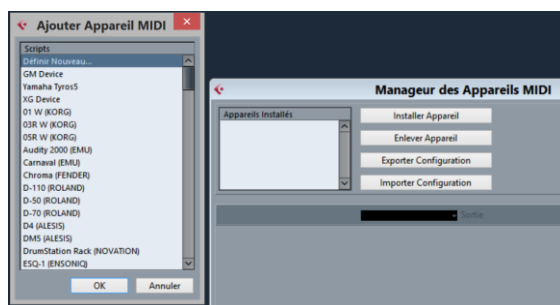 Ajouter Appareil MIDI
Scripts
Définir Nouveau...
GM Device
Yamaha Tyros5
XG Device
01 W (KORG)
03R W (KORG)
05R W (KORG)
Audity 2000 (EMU)
Carnaval (EMU)
Chroma (FENDER)
D-110 (ROLAND)
D-50 (ROLAND)
D-70 (ROLAND)
D4 (ALESIS)
DM5 (ALESIS)
DrumStation Rack (NOVATION)
ESQ-1 (ENSONIQ)
OK
Annuler
Manageur des Appareils MIDI
Appareils Installés
Installer Appareil
Enlever Appareil
Exporter Configuration
Importer Configuration
Sortie